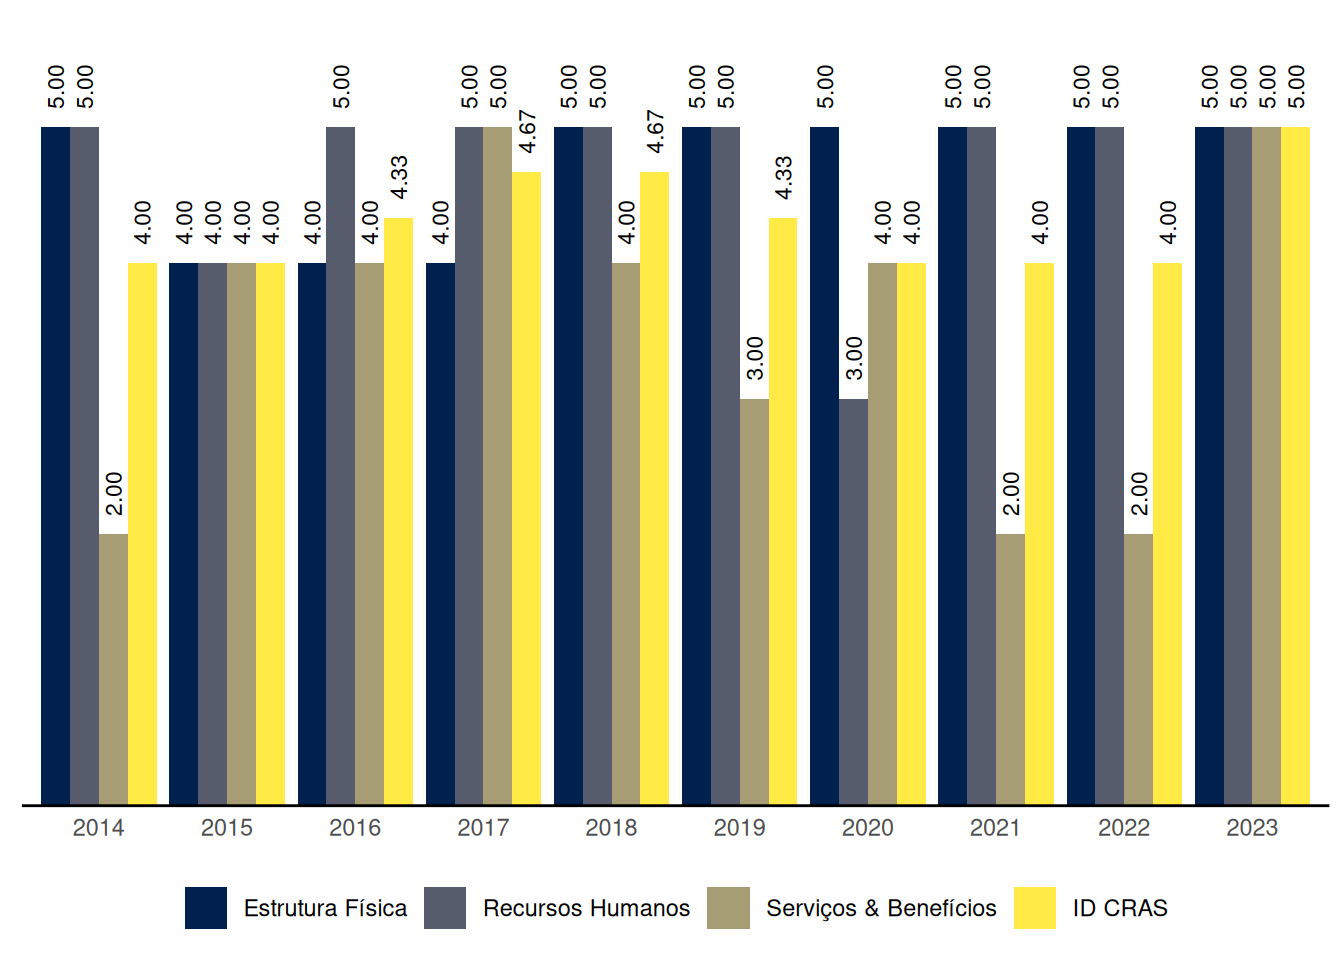 5.00 5.00 2.00 4.00
4.00 4.00 4.00 4.00
4.00 5.00 4.00 4.33
4.00 5.00 5.00 4.67
5.00 5.00 4.00 4.67
5.00 5.00 3.00 4.33
5.00 3.00 4.00 4.00
5.00 5.00 2.00 4.00
5.00 5.00 2.00 4.00
5.00 5.00 5.00 5.00
2014 2015 2016 2017 2018 2019 2020 2021 2022 2023
Estrutura Física Recursos Humanos Serviços & Benefícios ID CRAS